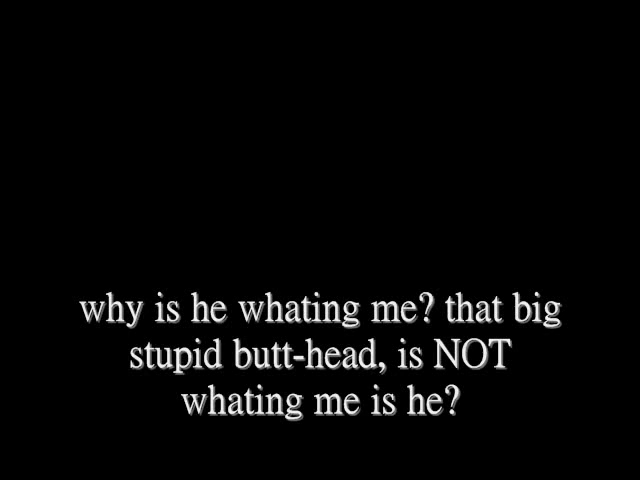 why is he whating me? that big
stupid butt-head, is NOT
whating me is he?